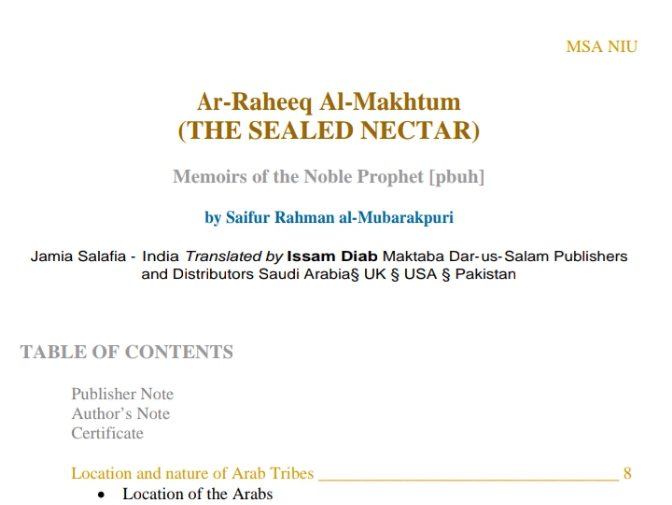 MSA NIU
Ar-Raheeq Al-Makhtum
(THE SEALED NECTAR)
Memoirs of the Noble Prophet [pbuh]
by Saifur Rahman al-Mubarakpuri
Jamia Salafia - India Translated by Issam Diab Maktaba Dar-us-Salam Publishers
and Distributors Saudi Arabia§ UK § USA § Pakistan
TABLE OF CONTENTS
Publisher Note
Author’s Note
Certificate
Location and nature of Arab Tribes ____________________________________ 8
• Location of the Arabs